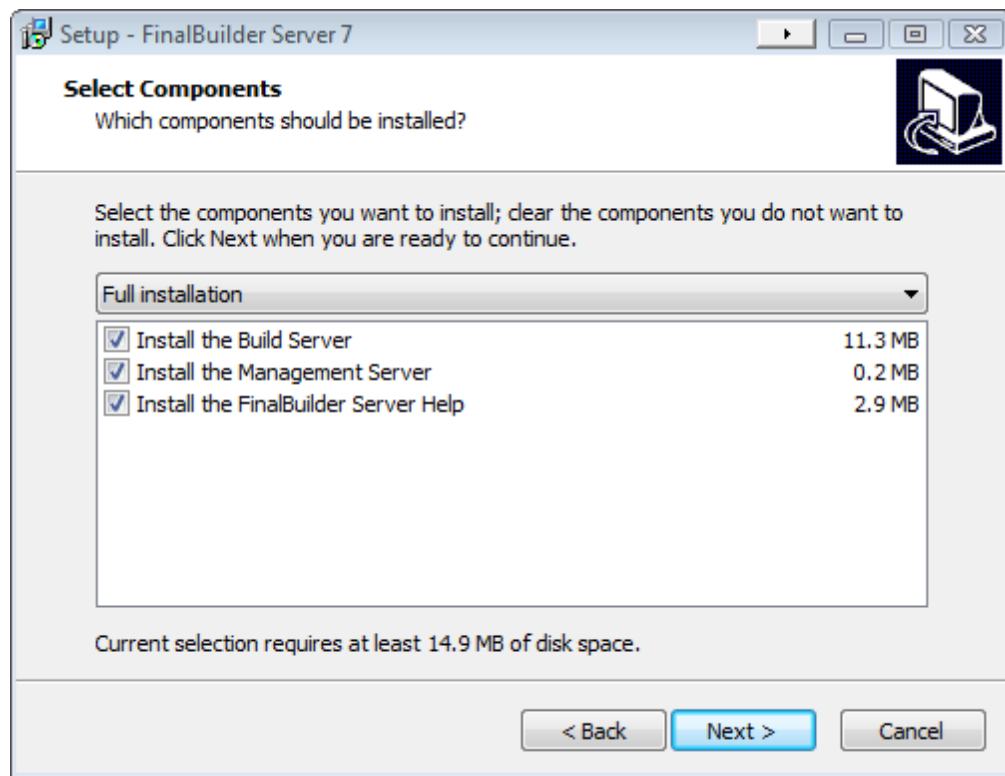 Setup - FinalBuilder Server 7
Select Components
Which components should be installed?
Select the components you want to install; clear the components you do not want to
install. Click Next when you are ready to continue.
Full installation
Install the Build Server 11.3 MB
Install the Management Server 0.2 MB
Install the FinalBuilder Server Help 2.9 MB
Current selection requires at least 14.9 MB of disk space.
< Back Next > Cancel